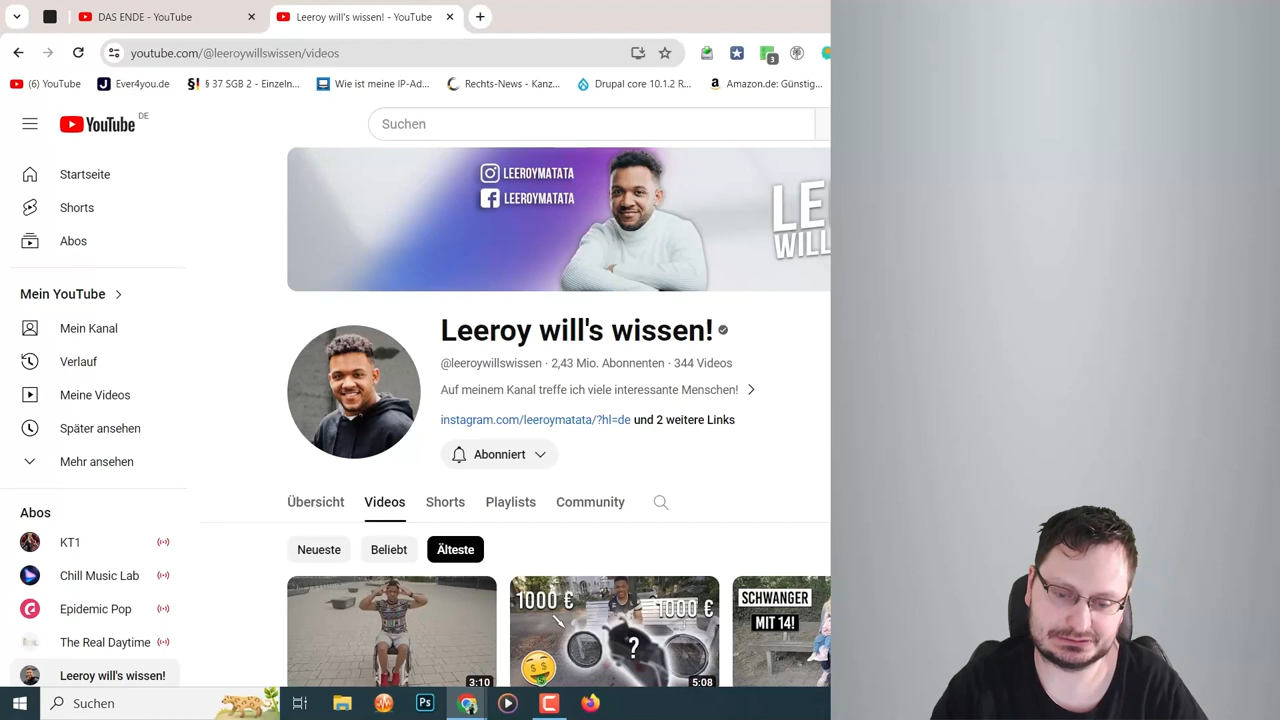 DAS ENDE - YouTube
Leeroy will's wissen! - YouTube
youtube.com/@leeroywillswissen/videos
3
(6) YouTube
Ever4you.de
§ 37 SGB 2 - Einzeln...
Wie ist meine IP-Ad...
Rechts-News - Kanz...
Drupal core 10.1.2 R...
Amazon.de: Günstig...
YouTube DE
Suchen
Startseite
Shorts
Abos
Mein YouTube
Mein Kanal
Verlauf
Meine Videos
Später ansehen
Mehr ansehen
Abos
KT1
Chill Music Lab
Epidemic Pop
The Real Daytime
Leeroy will's wissen!
LEEROYMATATA
LEEROYMATATA
LE
WILL
Leeroy will's wissen!
@leeroywillswissen · 2,43 Mio. Abonnenten · 344 Videos
Auf meinem Kanal treffe ich viele interessante Menschen!
instagram.com/leeroymatata/?hl=de und 2 weitere Links
Abonniert
Übersicht
Videos
Shorts
Playlists
Community
Neueste
Beliebt
Älteste
3:10
1000 €
1000 €
?
5:08
SCHWANGER
MIT 14!
Suchen
Ps